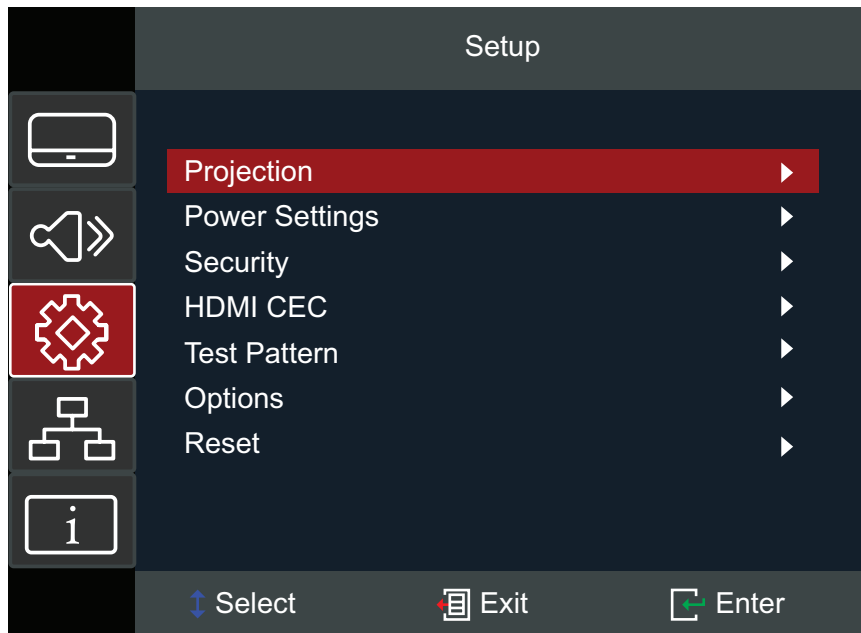 Setup
Projection
Power Settings
Security
HDMI CEC
Test Pattern
Options
Reset
i
Select Exit Enter